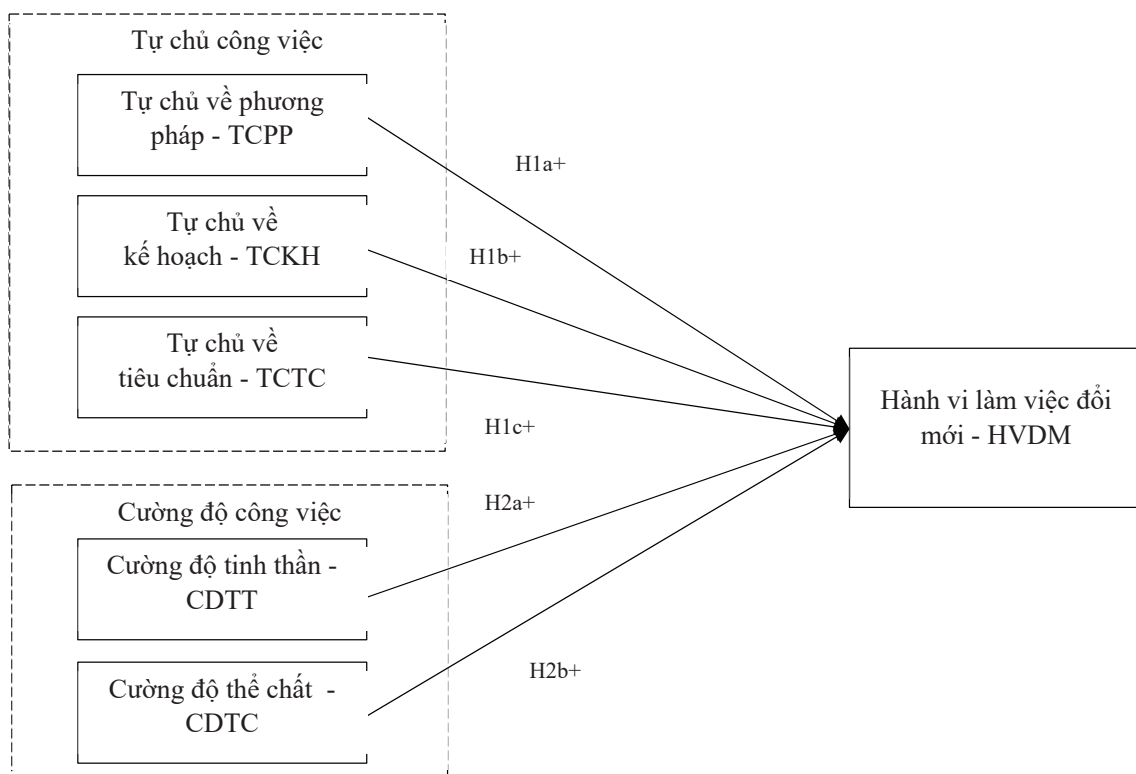 Tự chủ công việc
Tự chủ về phương
pháp - TCPP
H1a+
Tự chủ về
kế hoạch - TCKH
H1b+
Tự chủ về
tiêu chuẩn - TCTC
H1c+
Hành vi làm việc đổi
mới - HVDM
Cường độ công việc
H2a+
Cường độ tinh thần -
CDTT
H2b+
Cường độ thể chất -
CDTC